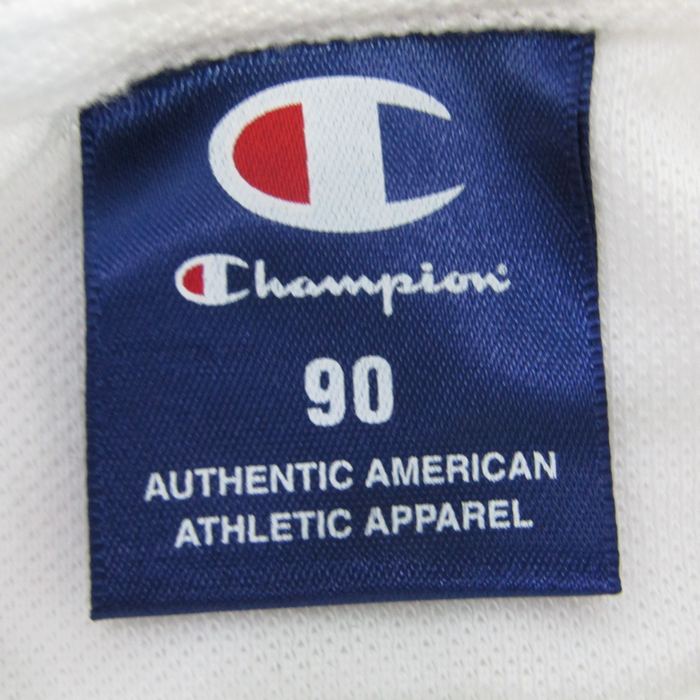 Champion
90
AUTHENTIC AMERICAN
ATHLETIC APPAREL